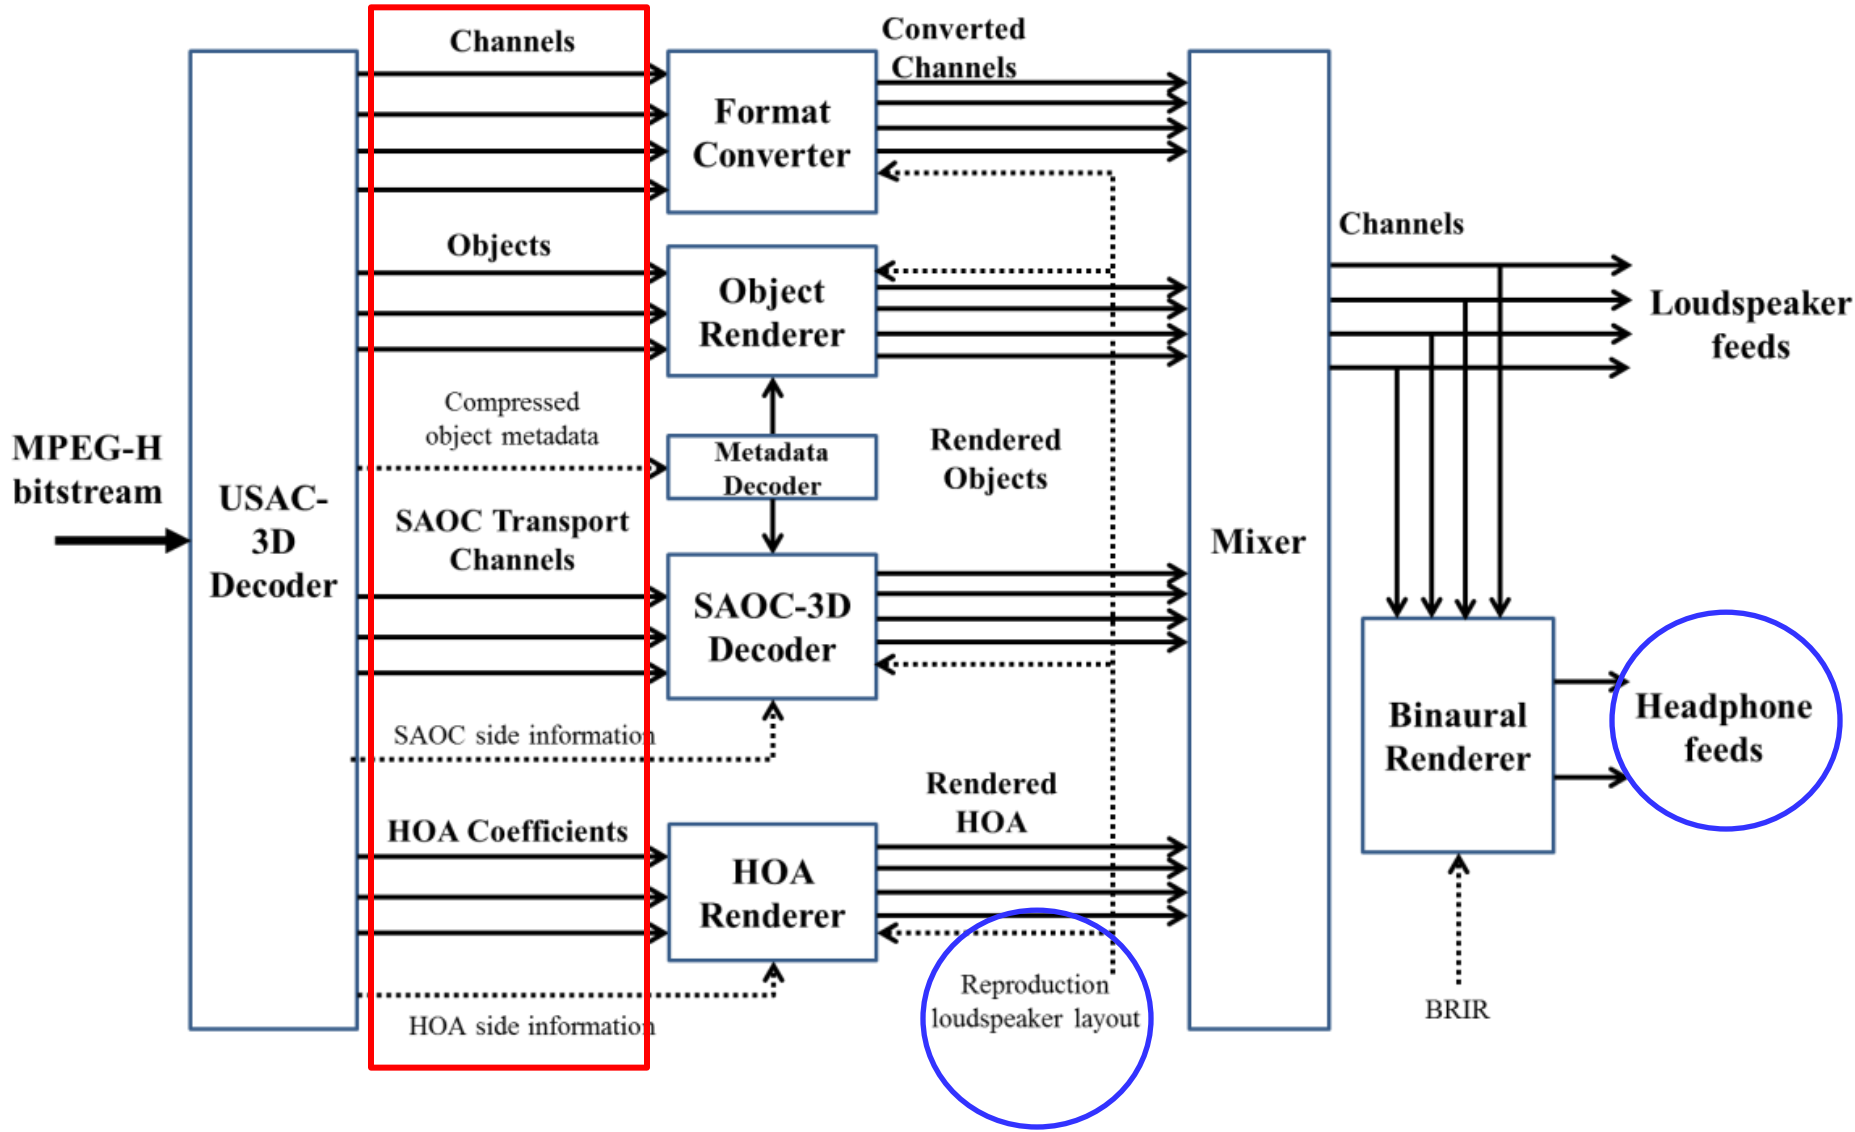 MPEG-H
bitstream
USAC-
3D
Decoder
Channels
Objects
Compressed
object metadata
SAOC Transport
Channels
SAOC side information
HOA Coefficients
HOA side information
Format
Converter
Object
Renderer
Metadata
Decoder
SAOC-3D
Decoder
HOA
Renderer
Converted
Channels
Rendered
Objects
Rendered
HOA
Reproduction
loudspeaker layout
Mixer
Channels
Loudspeaker
feeds
Binaural
Renderer
Headphone
feeds
BRIR